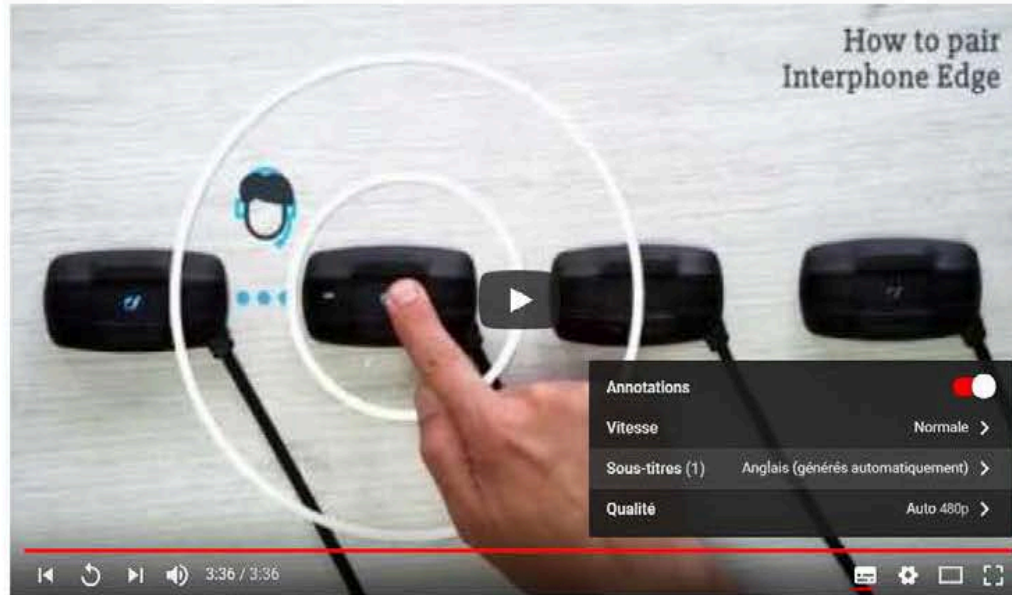 How to pair
Interphone Edge
Annotations
Vitesse Normale
Sous-titres (1) Anglais (générés automatiquement)
Qualité Auto 480p
3:36 / 3:36